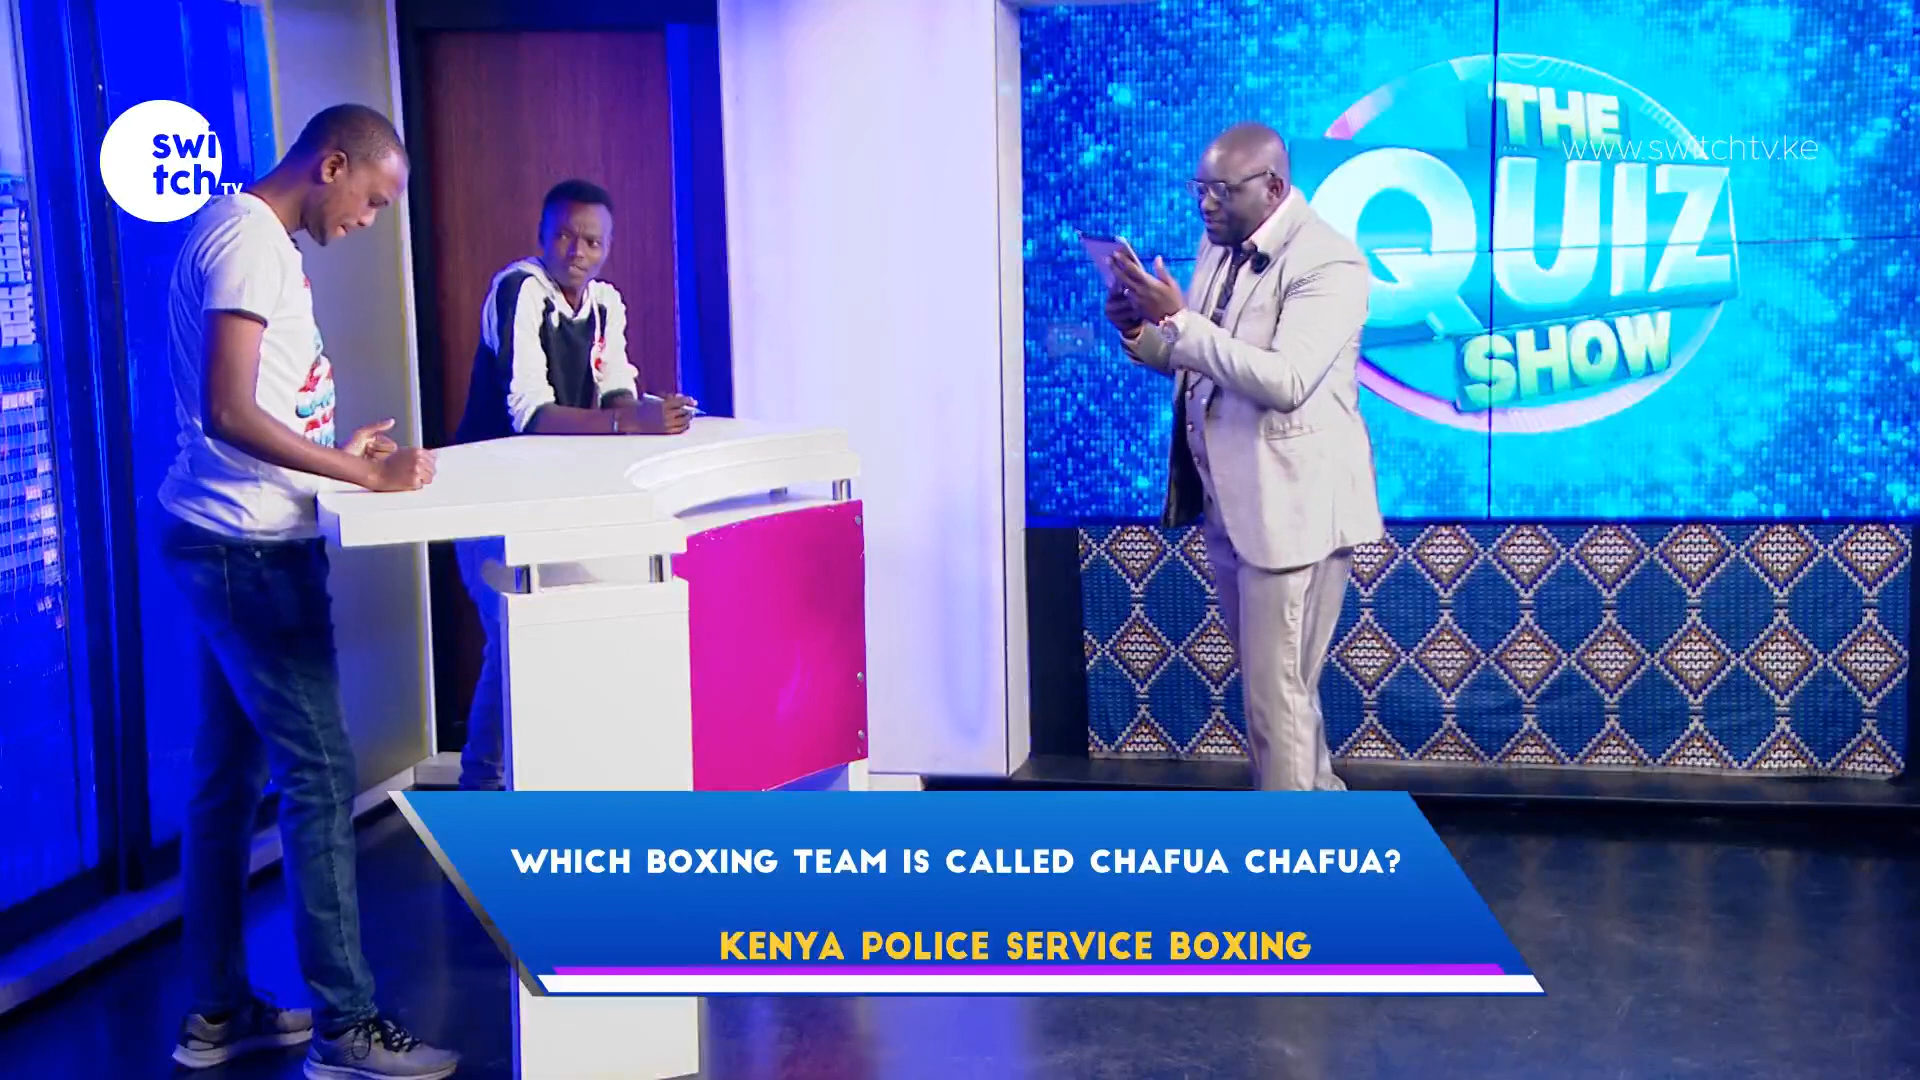 swi
tch TV
THE
QUIZ
SHOW
www.switchtv.ke
WHICH BOXING TEAM IS CALLED CHAFUA CHAFUA?
KENYA POLICE SERVICE BOXING